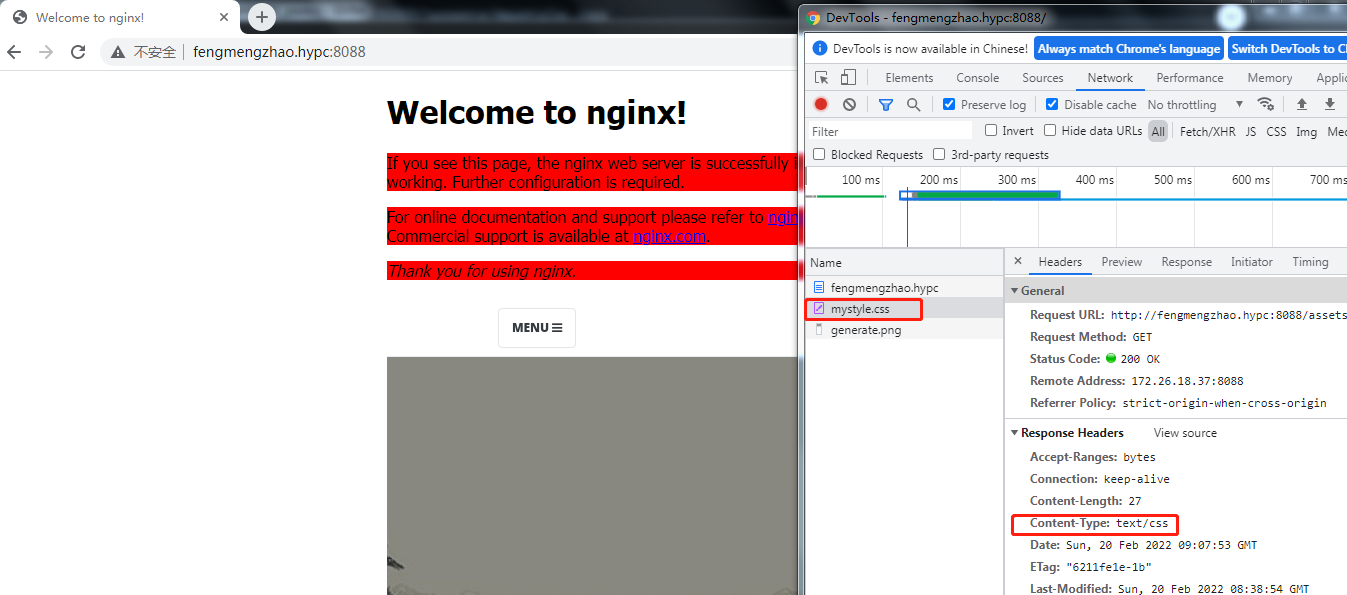 Welcome to nginx!
不安全 fengmengzhao.hypc:8088
Welcome to nginx!
If you see this page, the nginx web server is successfully i
working. Further configuration is required.
For online documentation and support please refer to ngin
Commercial support is available at nginx.com.
Thank you for using nginx.
MENU
DevTools - fengmengzhao.hypc:8088/
DevTools is now available in Chinese! Always match Chrome's language Switch DevTools to Cl
Elements Console Sources Network Performance Memory Applic
Preserve log Disable cache No throttling
Filter Invert Hide data URLs All Fetch/XHR JS CSS Img Med
Blocked Requests 3rd-party requests
100 ms 200 ms 300 ms 400 ms 500 ms 600 ms 700 ms
Name
fengmengzhao.hypc
mystyle.css
generate.png
Headers Preview Response Initiator Timing
General
Request URL: http://fengmengzhao.hypc:8088/assets
Request Method: GET
Status Code: 200 OK
Remote Address: 172.26.18.37:8088
Referrer Policy: strict-origin-when-cross-origin
Response Headers View source
Accept-Ranges: bytes
Connection: keep-alive
Content-Length: 27
Content-Type: text/css
Date: Sun, 20 Feb 2022 09:07:53 GMT
ETag: "6211fe1e-1b"
Last-Modified: Sun, 20 Feb 2022 08:38:54 GMT